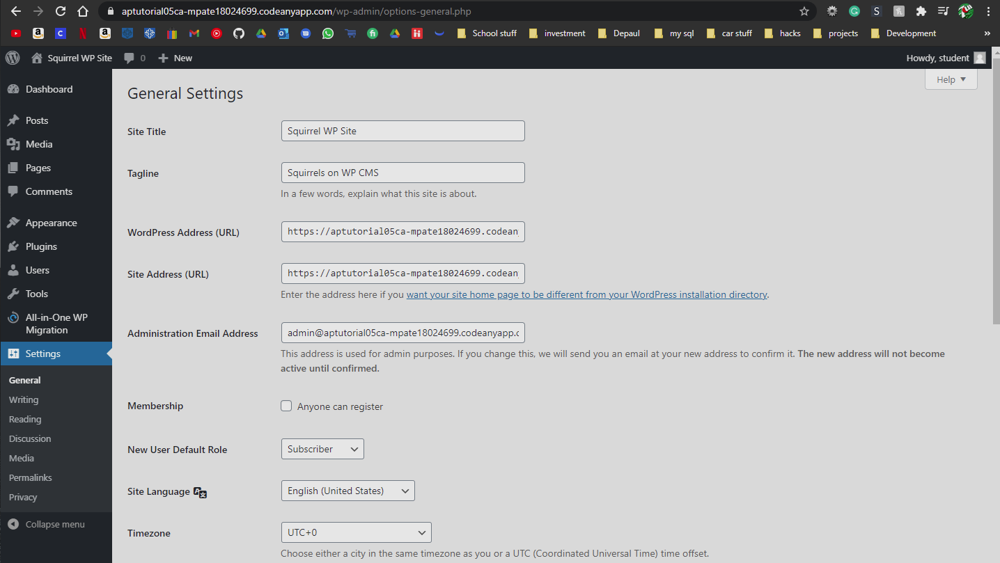 aptutorial05ca-mpate18024699.codeanyapp.com/wp-admin/options-general.php
School stuff investment Depaul my sql car stuff hacks projects Development »
Squirrel WP Site 0 + New Howdy, student
Help
Dashboard
Posts
Media
Pages
Comments
Appearance
Plugins
Users
Tools
All-in-One WP
Migration
Settings
General
Writing
Reading
Discussion
Media
Permalinks
Privacy
Collapse menu
General Settings
Site Title Squirrel WP Site
Tagline Squirrels on WP CMS
In a few words, explain what this site is about.
WordPress Address (URL) https://aptutorial05ca-mpate18024699.codean
Site Address (URL) https://aptutorial05ca-mpate18024699.codean
Enter the address here if you want your site home page to be different from your WordPress installation directory.
Administration Email Address admin@aptutorial05ca-mpate18024699.codeanyapp.c
This address is used for admin purposes. If you change this, we will send you an email at your new address to confirm it. The new address will not become
active until confirmed.
Membership Anyone can register
New User Default Role Subscriber
Site Language English (United States)
Timezone UTC+0
Choose either a city in the same timezone as you or a UTC (Coordinated Universal Time) time offset.